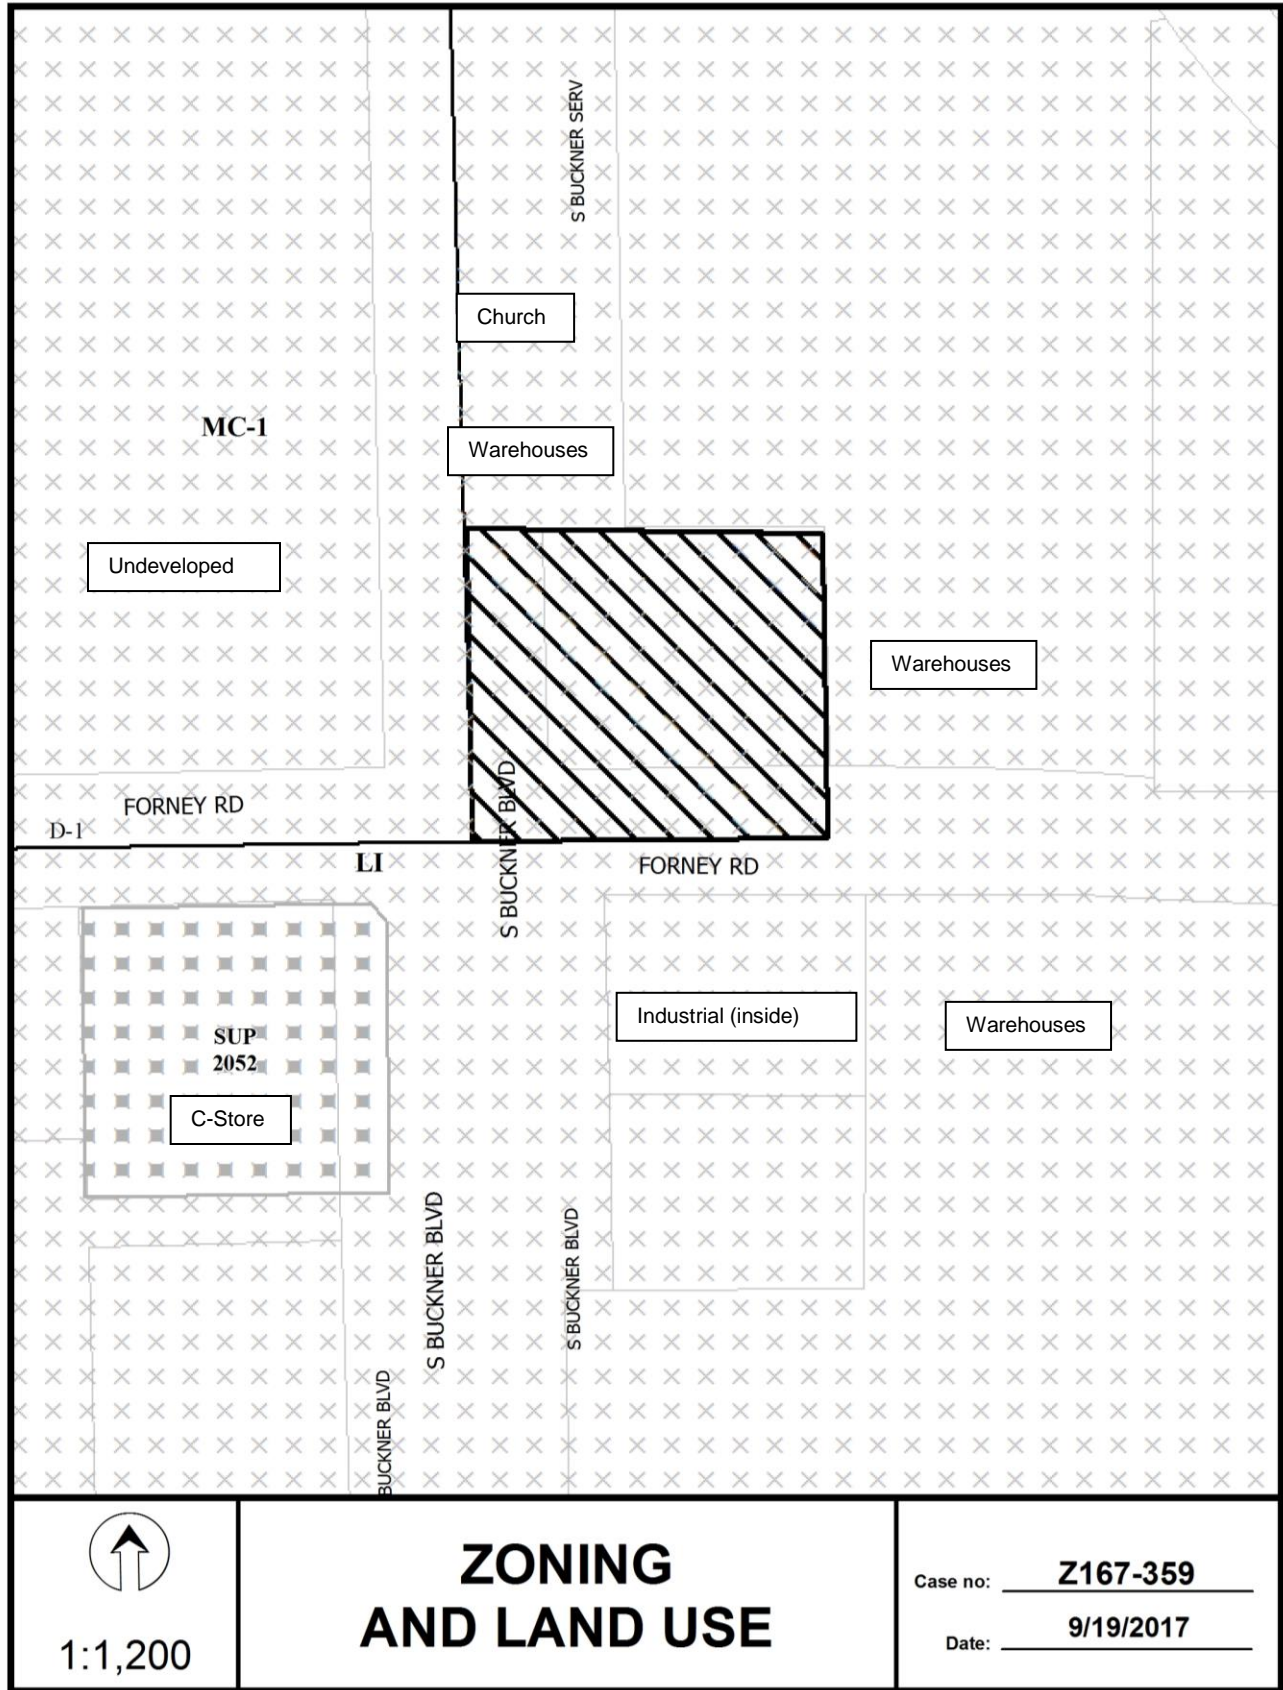 S BUCKNER SERV
Church
MC-1
Warehouses
Undeveloped
Warehouses
FORNEY RD
D-1
S BUCKNER BLVD
LI
FORNEY RD
Industrial (inside)
Warehouses
SUP
2052
C-Store
S BUCKNER BLVD
S BUCKNER BLVD
BUCKNER BLVD
1:1,200
ZONING
AND LAND USE
Case no: Z167-359
Date: 9/19/2017